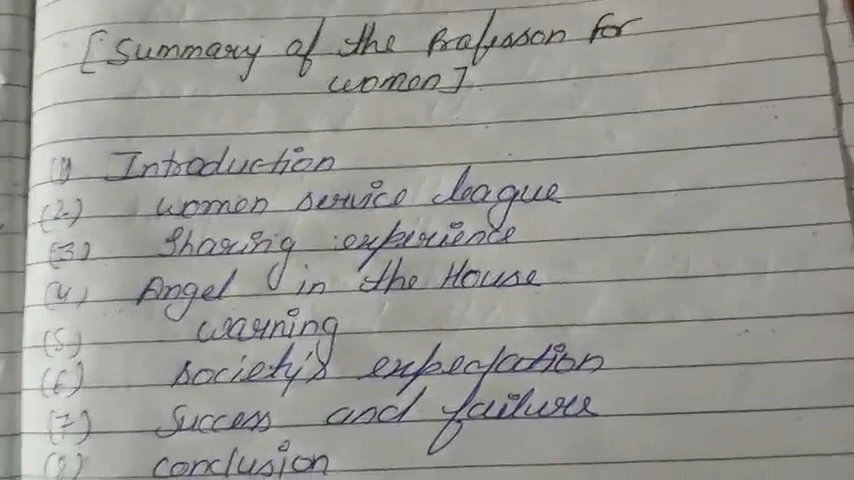 [Summary of the Professon for
women]
(1) Introduction
(2) women service league
(3) Sharing experience
(4) Angel in the House
(5) warning
(6) society's expectation
(7) Success and failure
(8) conclusion